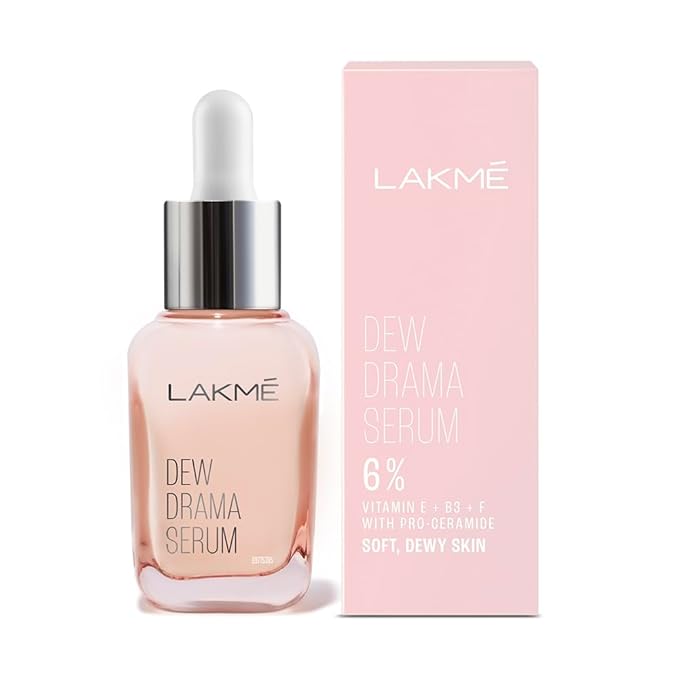 LAKMÉ
DEW
DRAMA
SERUM
LAKMÉ
DEW
DRAMA
SERUM
6%
VITAMIN E + B3 + F
WITH PRO-CERAMIDE
SOFT, DEWY SKIN